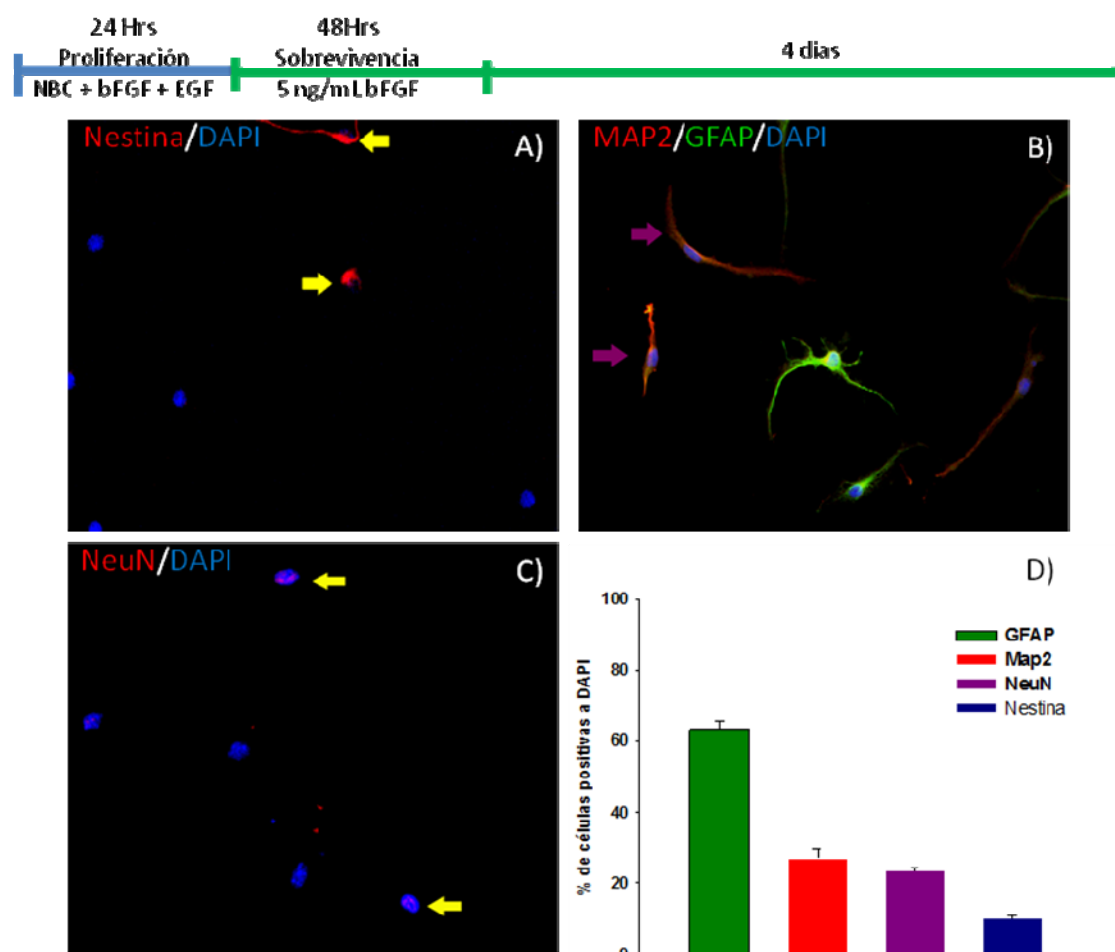 24 Hrs
Proliferación
NBC + bFGF + EGF
48Hrs
Sobrevivencia
5 ng/mL bFGF
4 dias
Nestina/DAPI
A)
MAP2/GFAP/DAPI
B)
NeuN/DAPI
C)
D)
% de células positivas a DAPI
100
80
60
40
20
0
GFAP
Map2
NeuN
Nestina